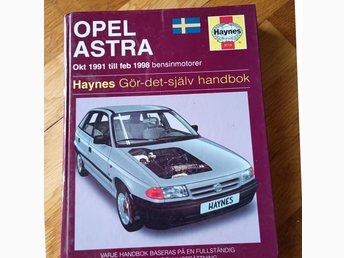 OPEL
ASTRA
Haynes
Okt 1991 till feb 1998 bensinmotorer
Haynes Gör-det-själv handbok
HAYNES
VARJE HANDBOK BASERAS PÅ EN FULLSTÄNDIG